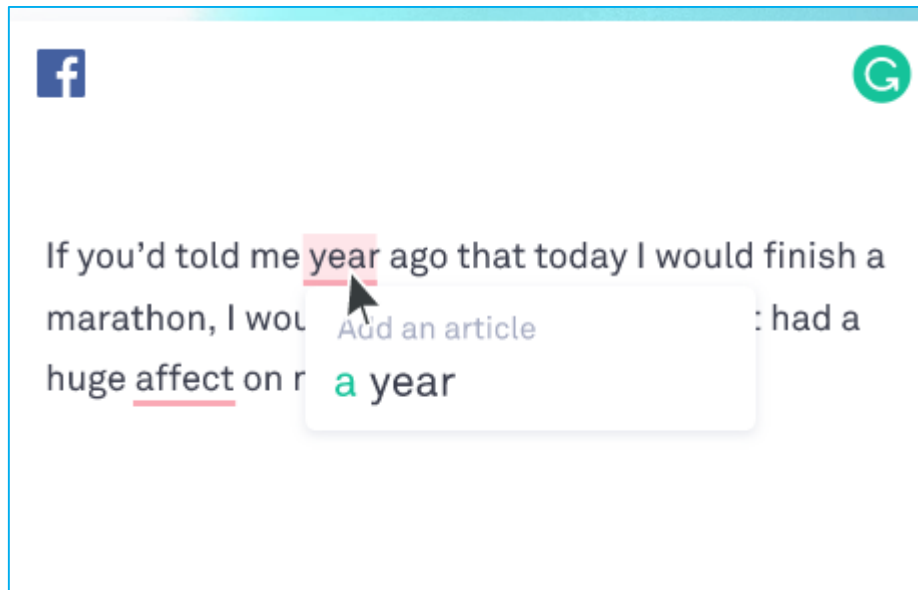 If you’d told me year ago that today I would finish a
marathon, I had a
huge affect on
Add an article
a year